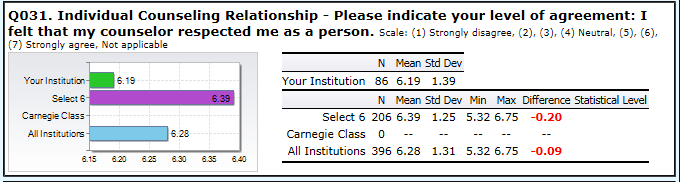 Q031. Individual Counseling Relationship - Please indicate your level of agreement: I
felt that my counselor respected me as a person. Scale: (1) Strongly disagree, (2), (3), (4) Neutral, (5), (6),
(7) Strongly agree, Not applicable
Your Institution 6.19
Select 6 6.39
Carnegie Class
All Institutions 6.28
6.15 6.20 6.25 6.30 6.35 6.40
N Mean Std Dev
Your Institution 86 6.19 1.39
N Mean Std Dev Min Max Difference Statistical Level
Select 6 206 6.39 1.25 5.32 6.75 -0.20
Carnegie Class 0 -- -- -- -- --
All Institutions 396 6.28 1.31 5.32 6.75 -0.09